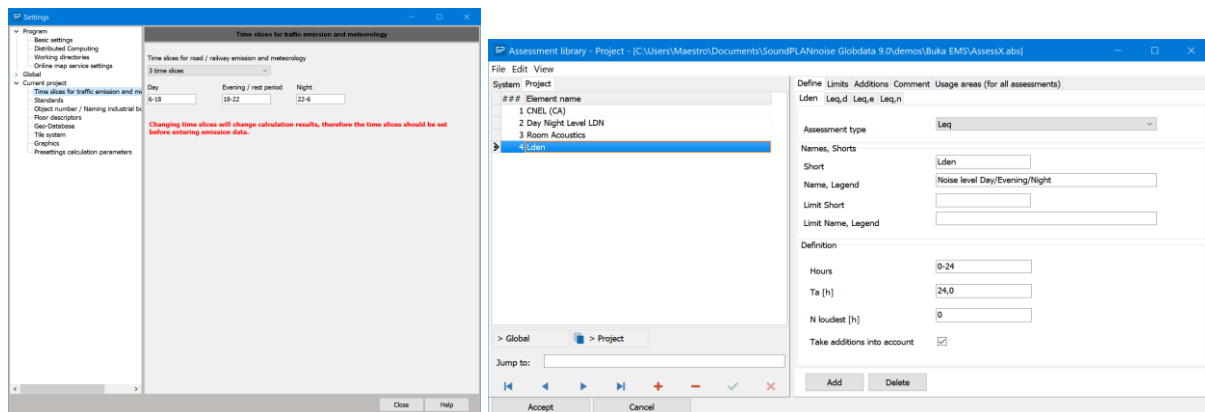 SP Settings
Program
Basic settings
Distributed Computing
Working directories
Online map service settings
Global
Current project
Time slices for traffic emission and me
Standards
Object number / Naming industrial bu
Floor descriptors
Geo-Database
Tile system
Graphics
Presettings calculation parameters
Time slices for traffic emission and meteorology
Time slices for road / railway emission and meteorology
3 time slices
Day Evening / rest period Night
6-18 18-22 22-6
Changing time slices will change calculation results, therefore the time slices should be set
before entering emission data.
Close Help
SP Assessment library - Project - [C:\Users\Maestro\Documents\SoundPLANnoise Globdata 9.0\demos\Buka EMS\AssessX.abs]
File Edit View
System Project
### Element name
1 CNEL (CA)
2 Day Night Level LDN
3 Room Acoustics
4 Lden
> Global > Project
Jump to:
Accept Cancel
Define Limits Additions Comment Usage areas (for all assessments)
Lden Leq,d Leq,e Leq,n
Assessment type Leq
Names, Shorts
Short Lden
Name, Legend Noise level Day/Evening/Night
Limit Short
Limit Name, Legend
Definition
Hours 0-24
Ta [h] 24,0
N loudest [h] 0
Take additions into account
Add Delete